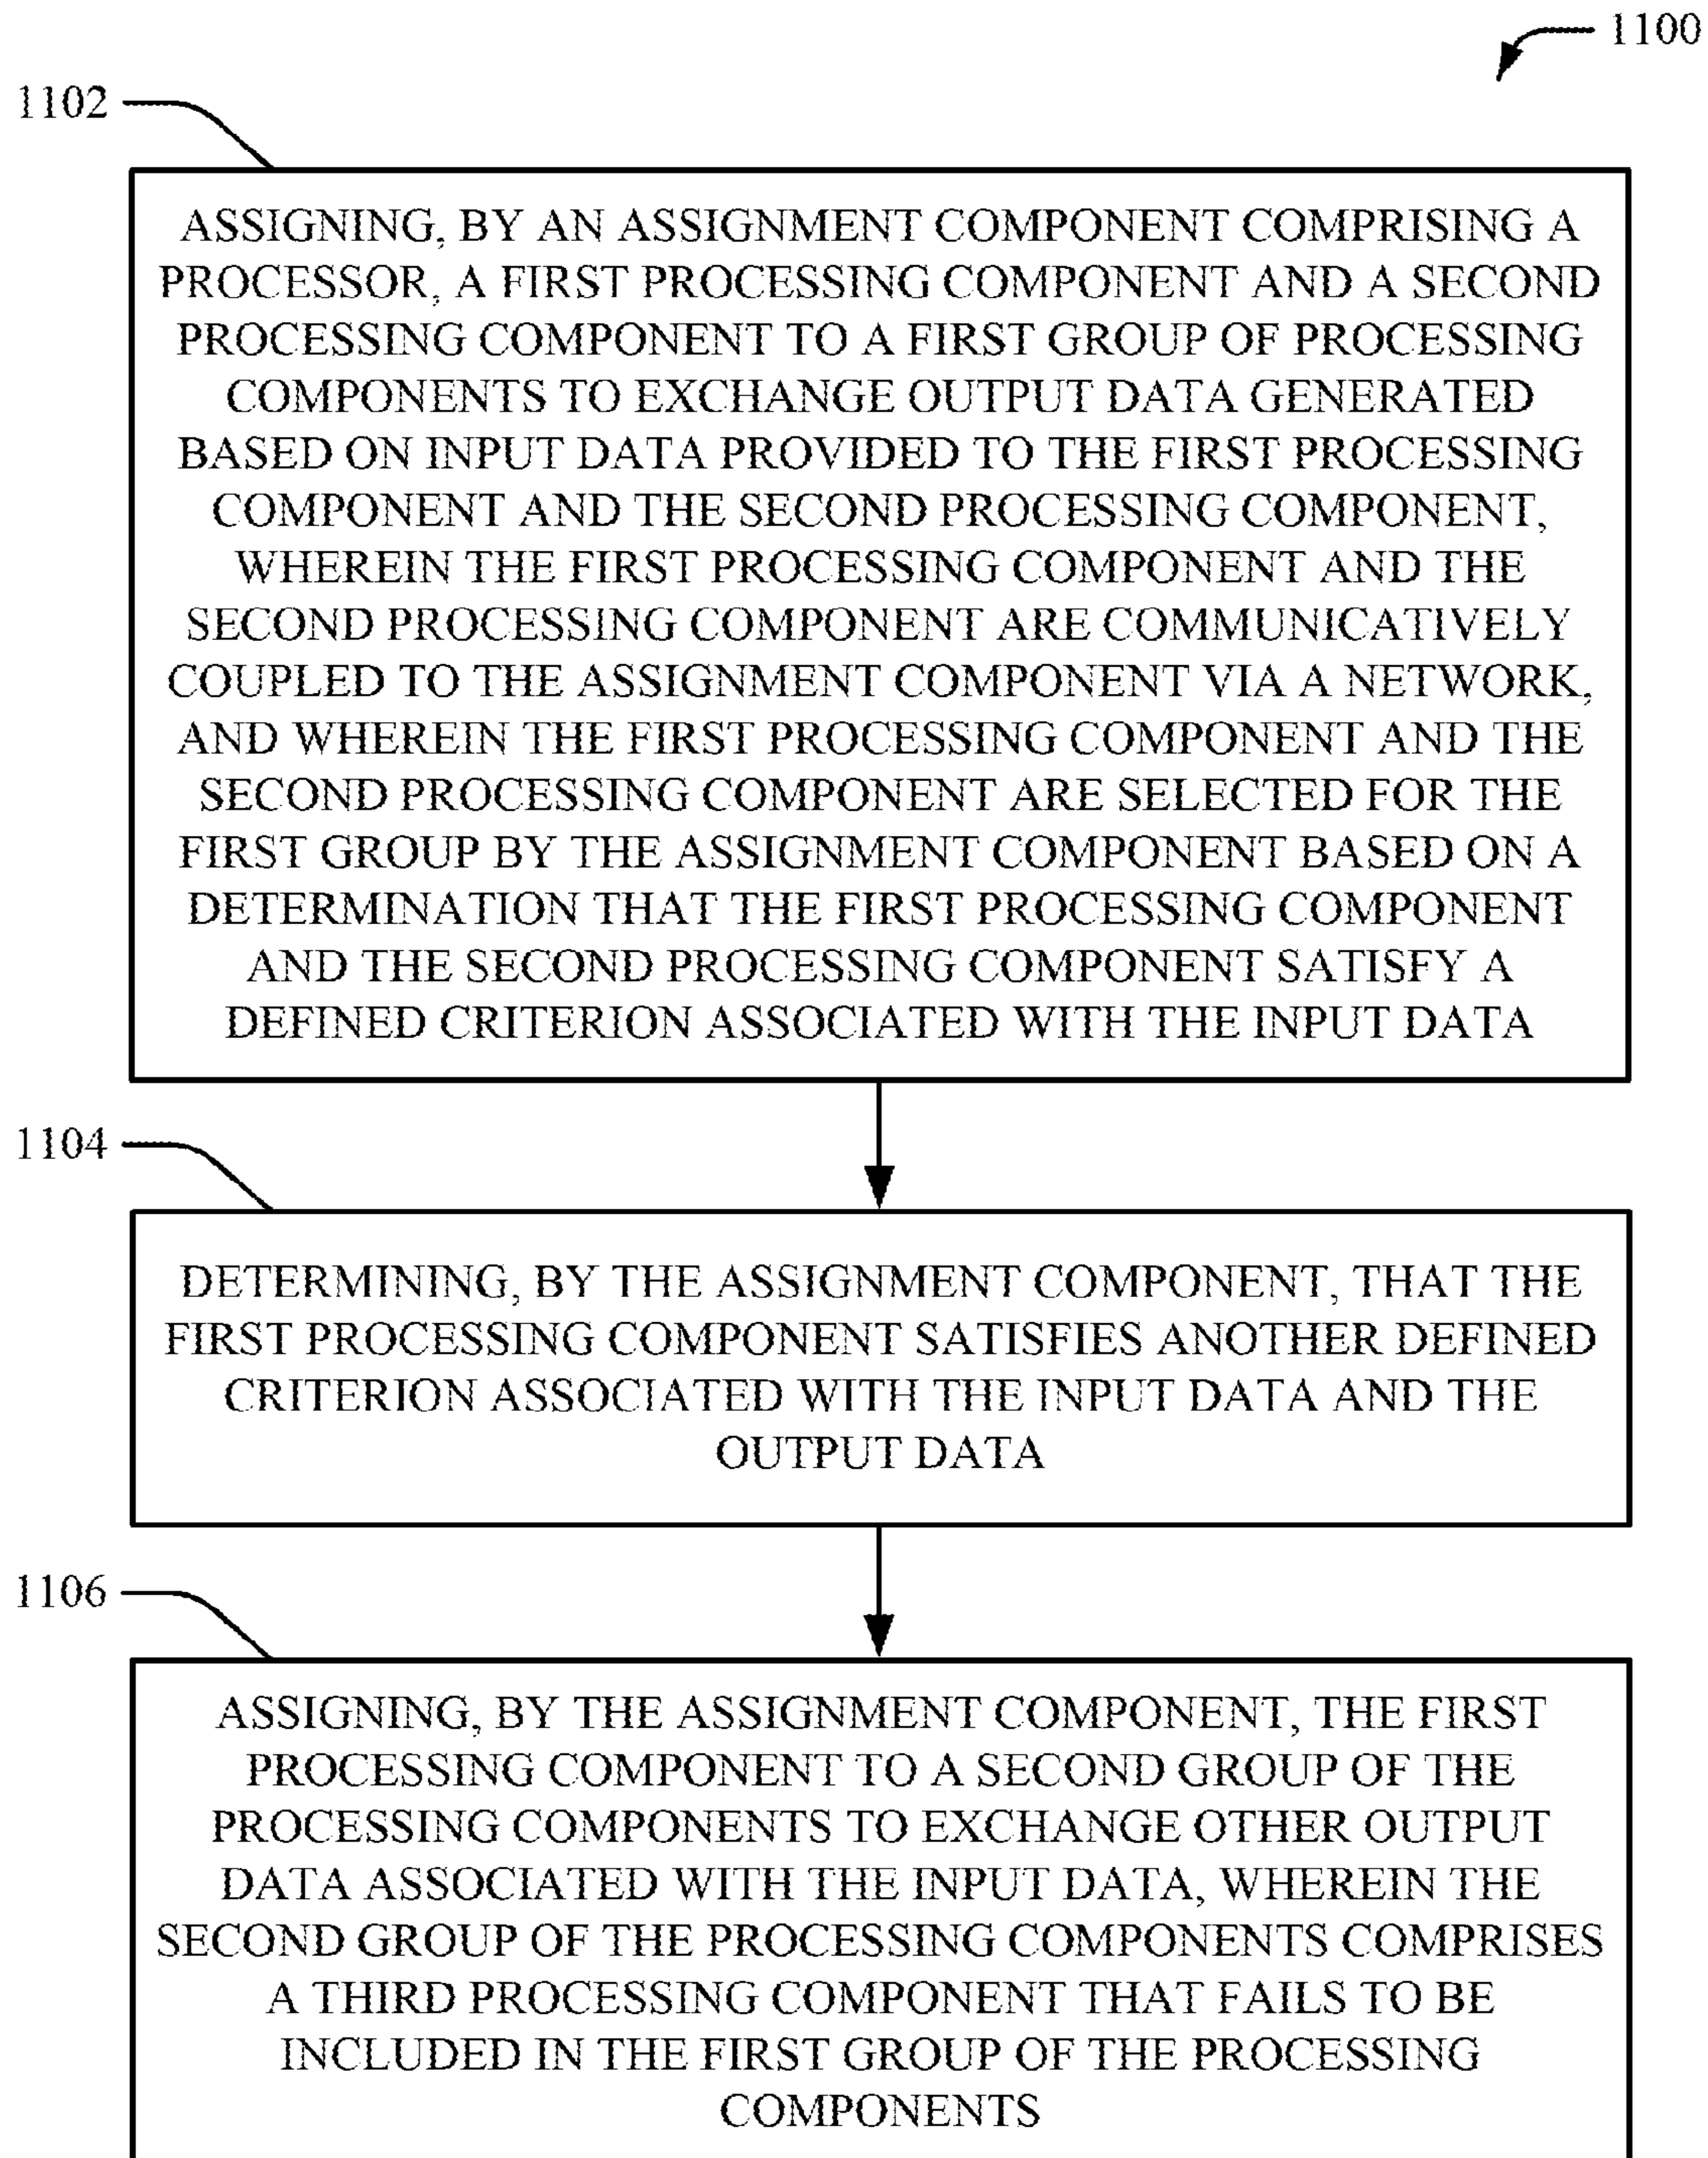 1100
1102
ASSIGNING, BY AN ASSIGNMENT COMPONENT COMPRISING A
PROCESSOR, A FIRST PROCESSING COMPONENT AND A SECOND
PROCESSING COMPONENT TO A FIRST GROUP OF PROCESSING
COMPONENTS TO EXCHANGE OUTPUT DATA GENERATED
BASED ON INPUT DATA PROVIDED TO THE FIRST PROCESSING
COMPONENT AND THE SECOND PROCESSING COMPONENT,
WHEREIN THE FIRST PROCESSING COMPONENT AND THE
SECOND PROCESSING COMPONENT ARE COMMUNICATIVELY
COUPLED TO THE ASSIGNMENT COMPONENT VIA A NETWORK,
AND WHEREIN THE FIRST PROCESSING COMPONENT AND THE
SECOND PROCESSING COMPONENT ARE SELECTED FOR THE
FIRST GROUP BY THE ASSIGNMENT COMPONENT BASED ON A
DETERMINATION THAT THE FIRST PROCESSING COMPONENT
AND THE SECOND PROCESSING COMPONENT SATISFY A
DEFINED CRITERION ASSOCIATED WITH THE INPUT DATA
1104
DETERMINING, BY THE ASSIGNMENT COMPONENT, THAT THE
FIRST PROCESSING COMPONENT SATISFIES ANOTHER DEFINED
CRITERION ASSOCIATED WITH THE INPUT DATA AND THE
OUTPUT DATA
1106
ASSIGNING, BY THE ASSIGNMENT COMPONENT, THE FIRST
PROCESSING COMPONENT TO A SECOND GROUP OF THE
PROCESSING COMPONENTS TO EXCHANGE OTHER OUTPUT
DATA ASSOCIATED WITH THE INPUT DATA, WHEREIN THE
SECOND GROUP OF THE PROCESSING COMPONENTS COMPRISES
A THIRD PROCESSING COMPONENT THAT FAILS TO BE
INCLUDED IN THE FIRST GROUP OF THE PROCESSING
COMPONENTS